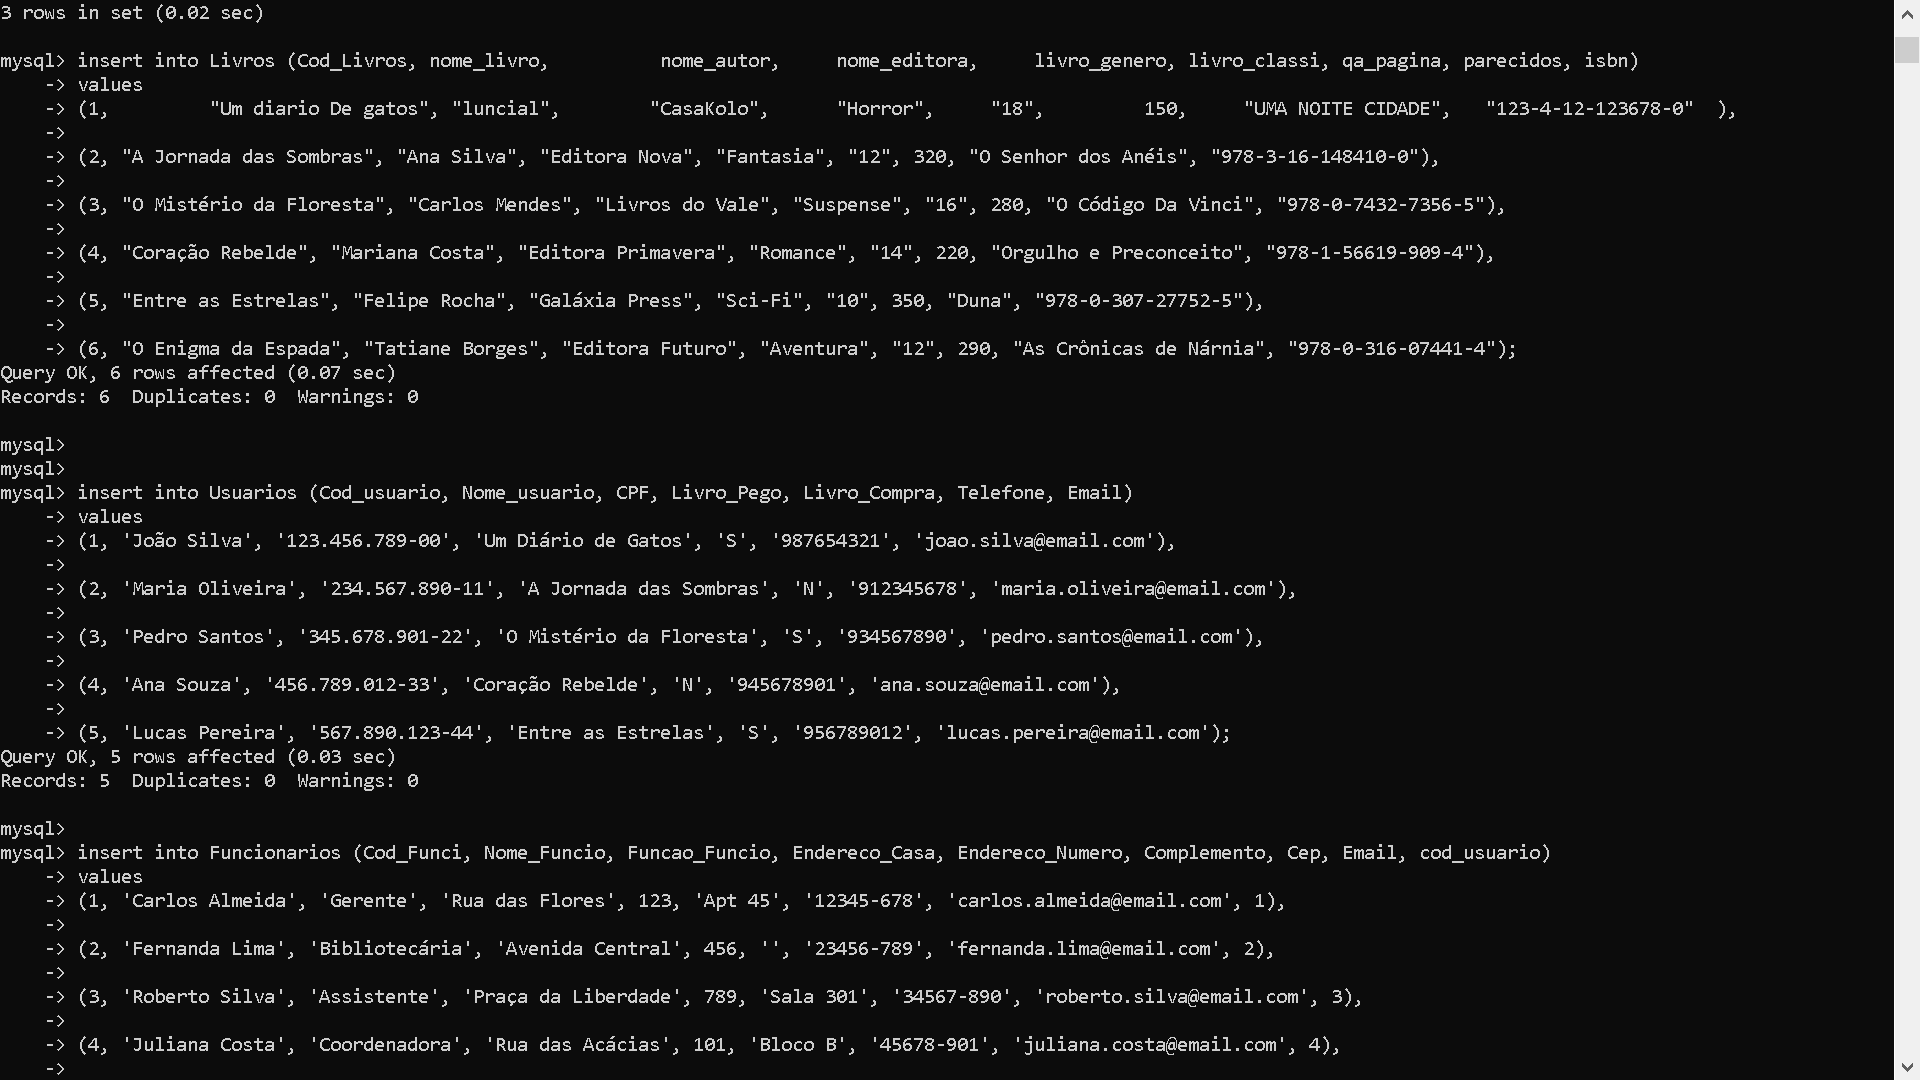 3 rows in set (0.02 sec)
mysql> insert into Livros (Cod_Livros, nome_livro,          nome_autor,     nome_editora,     livro_genero, livro_classi, qa_pagina, parecidos, isbn)
    -> values
    -> (1,         "Um diario De gatos", "luncial",        "CasaKolo",      "Horror",     "18",         150,     "UMA NOITE CIDADE",   "123-4-12-123678-0"  ),
    ->
    -> (2, "A Jornada das Sombras", "Ana Silva", "Editora Nova", "Fantasia", "12", 320, "O Senhor dos Anéis", "978-3-16-148410-0"),
    ->
    -> (3, "O Mistério da Floresta", "Carlos Mendes", "Livros do Vale", "Suspense", "16", 280, "O Código Da Vinci", "978-0-7432-7356-5"),
    ->
    -> (4, "Coração Rebelde", "Mariana Costa", "Editora Primavera", "Romance", "14", 220, "Orgulho e Preconceito", "978-1-56619-909-4"),
    ->
    -> (5, "Entre as Estrelas", "Felipe Rocha", "Galáxia Press", "Sci-Fi", "10", 350, "Duna", "978-0-307-27752-5"),
    ->
    -> (6, "O Enigma da Espada", "Tatiane Borges", "Editora Futuro", "Aventura", "12", 290, "As Crônicas de Nárnia", "978-0-316-07441-4");
Query OK, 6 rows affected (0.07 sec)
Records: 6  Duplicates: 0  Warnings: 0
mysql>
mysql>
mysql> insert into Usuarios (Cod_usuario, Nome_usuario, CPF, Livro_Pego, Livro_Compra, Telefone, Email)
    -> values
    -> (1, 'João Silva', '123.456.789-00', 'Um Diário de Gatos', 'S', '987654321', 'joao.silva@email.com'),
    ->
    -> (2, 'Maria Oliveira', '234.567.890-11', 'A Jornada das Sombras', 'N', '912345678', 'maria.oliveira@email.com'),
    ->
    -> (3, 'Pedro Santos', '345.678.901-22', 'O Mistério da Floresta', 'S', '934567890', 'pedro.santos@email.com'),
    ->
    -> (4, 'Ana Souza', '456.789.012-33', 'Coração Rebelde', 'N', '945678901', 'ana.souza@email.com'),
    ->
    -> (5, 'Lucas Pereira', '567.890.123-44', 'Entre as Estrelas', 'S', '956789012', 'lucas.pereira@email.com');
Query OK, 5 rows affected (0.03 sec)
Records: 5  Duplicates: 0  Warnings: 0
mysql>
mysql> insert into Funcionarios (Cod_Funci, Nome_Funcio, Funcao_Funcio, Endereco_Casa, Endereco_Numero, Complemento, Cep, Email, cod_usuario)
    -> values
    -> (1, 'Carlos Almeida', 'Gerente', 'Rua das Flores', 123, 'Apt 45', '12345-678', 'carlos.almeida@email.com', 1),
    ->
    -> (2, 'Fernanda Lima', 'Bibliotecária', 'Avenida Central', 456, '', '23456-789', 'fernanda.lima@email.com', 2),
    ->
    -> (3, 'Roberto Silva', 'Assistente', 'Praça da Liberdade', 789, 'Sala 301', '34567-890', 'roberto.silva@email.com', 3),
    ->
    -> (4, 'Juliana Costa', 'Coordenadora', 'Rua das Acácias', 101, 'Bloco B', '45678-901', 'juliana.costa@email.com', 4),
    ->